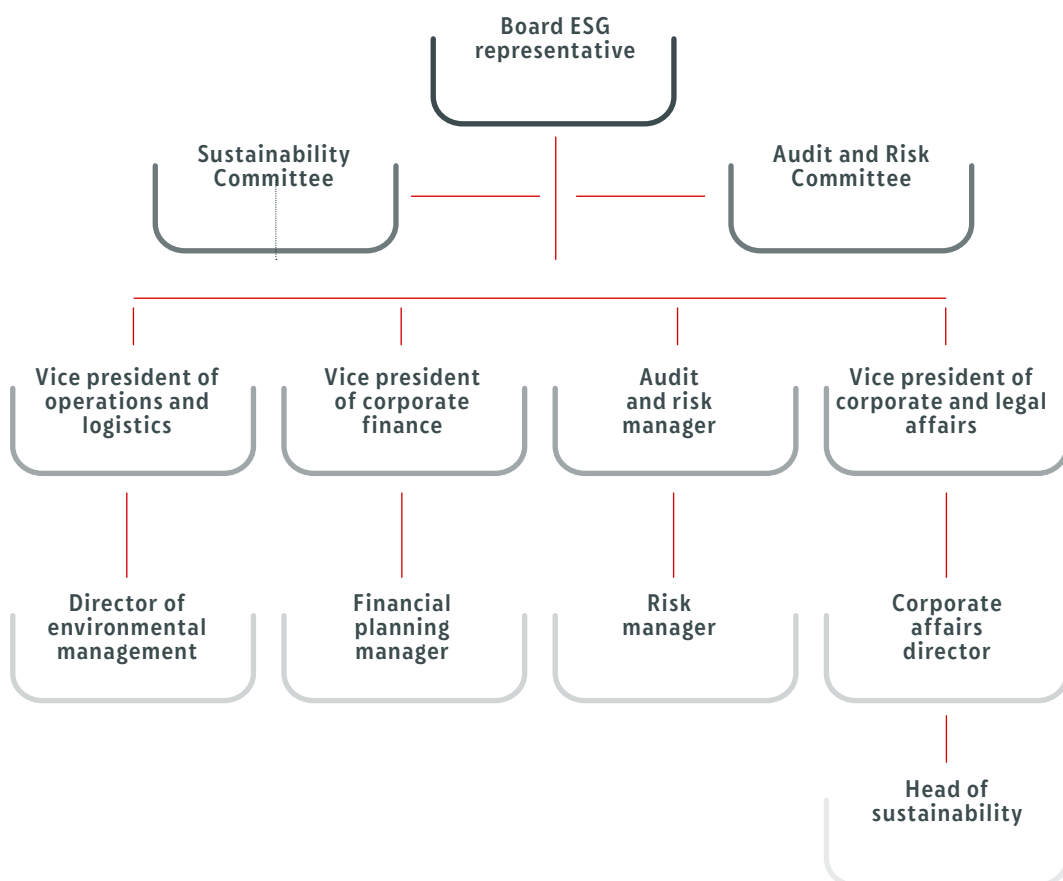 Board ESG
representative
Sustainability
Committee
Audit and Risk
Committee
Vice president of
operations and
logistics
Vice president
of corporate
finance
Audit
and risk
manager
Vice president of
corporate and legal
affairs
Director of
environmental
management
Financial
planning
manager
Risk
manager
Corporate
affairs
director
Head of
sustainability